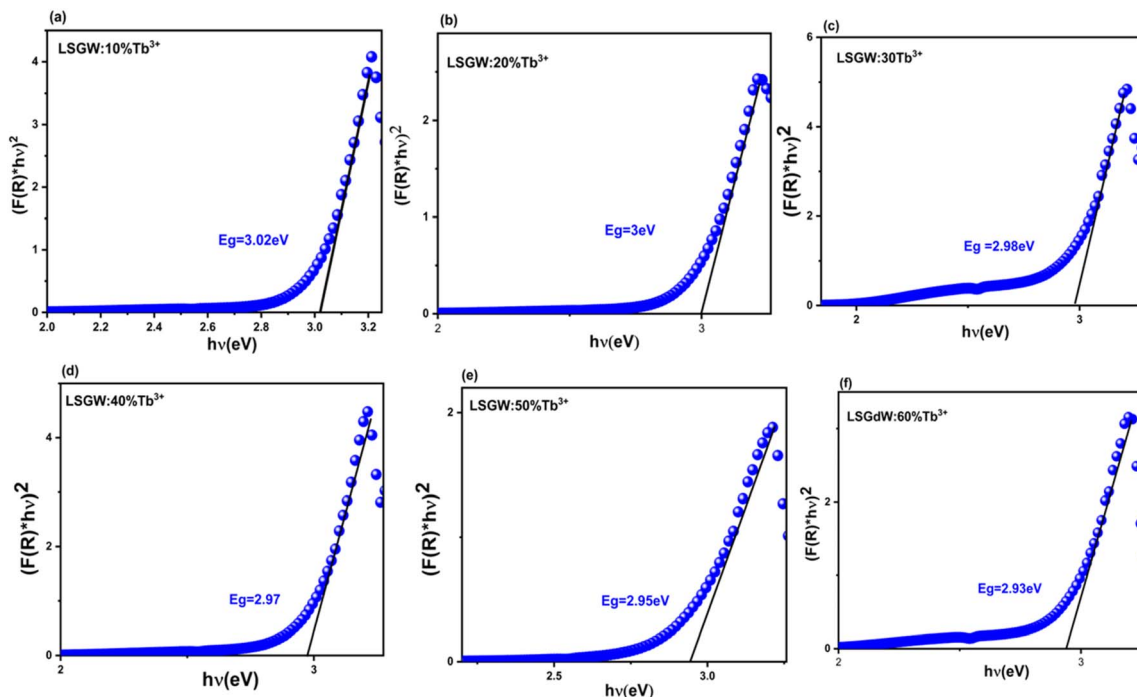 (a)
LSGW:10%Tb³⁺
(F(R)*hν)²
4
3
2
1
0
Eg=3.02eV
2.0 2.2 2.4 2.6 2.8 3.0 3.2
hν(eV)
(b)
LSGW:20%Tb³⁺
(F(R)*hν)²
2
1
0
Eg=3eV
2 3
hν(eV)
(c)
LSGW:30Tb³⁺
(F(R)*hν)²
6
4
2
0
Eg =2.98eV
2 3
hν(eV)
(d)
LSGW:40%Tb³⁺
(F(R)*hν)²
6
4
2
0
Eg=2.97
2 3
hν(eV)
(e)
LSGW:50%Tb³⁺
(F(R)*hν)²
2
0
Eg=2.95eV
2.5 3.0
hν(eV)
(f)
LSGdW:60%Tb³⁺
(F(R)*hν)²
2
0
Eg=2.93eV
2 3
hν(eV)